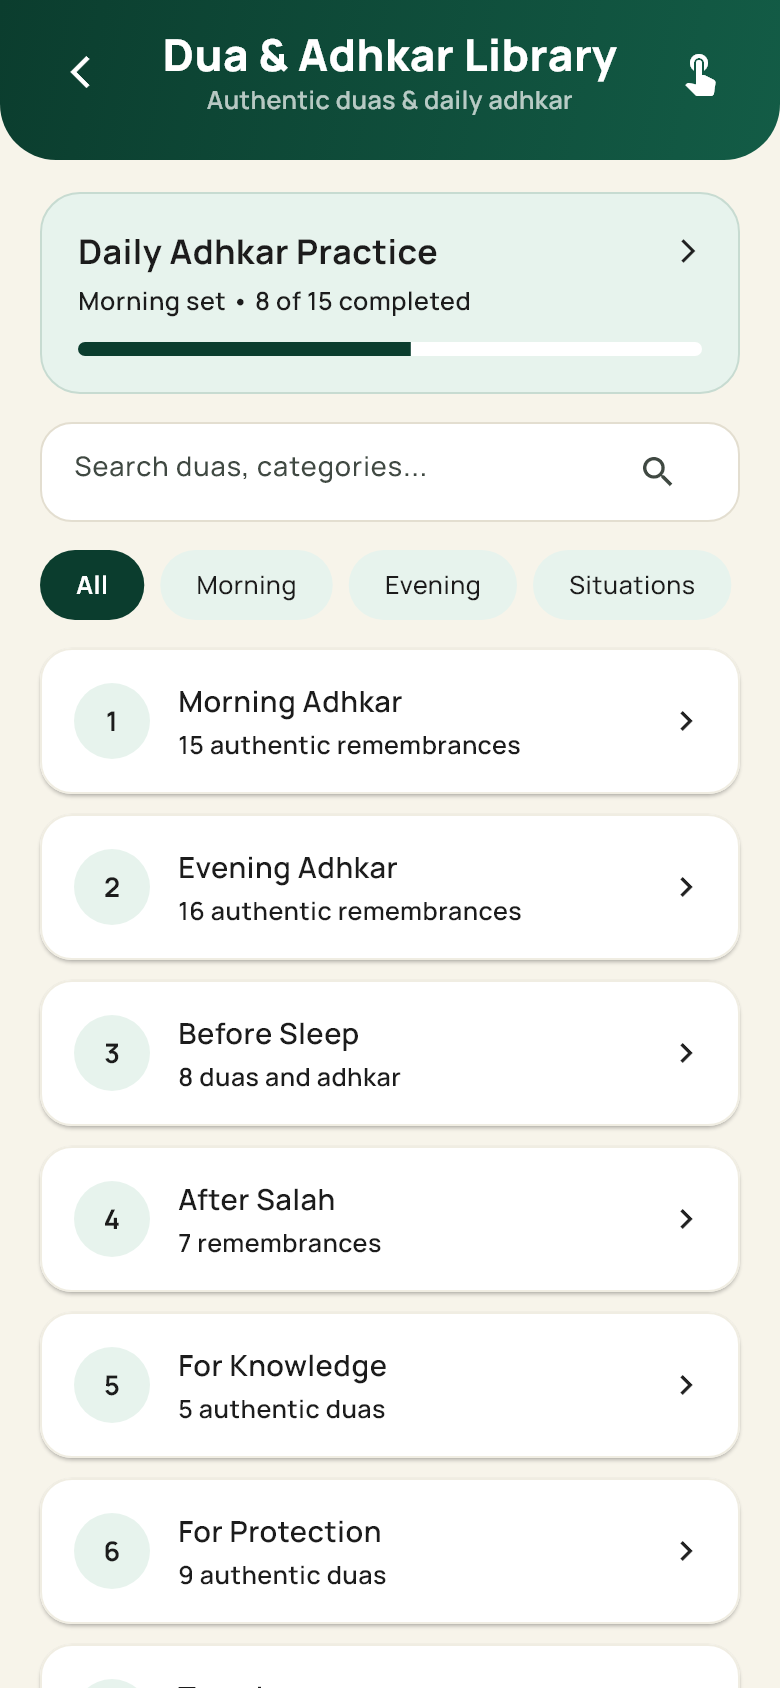 Dua & Adhkar Library
Authentic duas & daily adhkar
Daily Adhkar Practice
Morning set • 8 of 15 completed
Search duas, categories...
All
Morning
Evening
Situations
1
Morning Adhkar
15 authentic remembrances
2
Evening Adhkar
16 authentic remembrances
3
Before Sleep
8 duas and adhkar
4
After Salah
7 remembrances
5
For Knowledge
5 authentic duas
6
For Protection
9 authentic duas